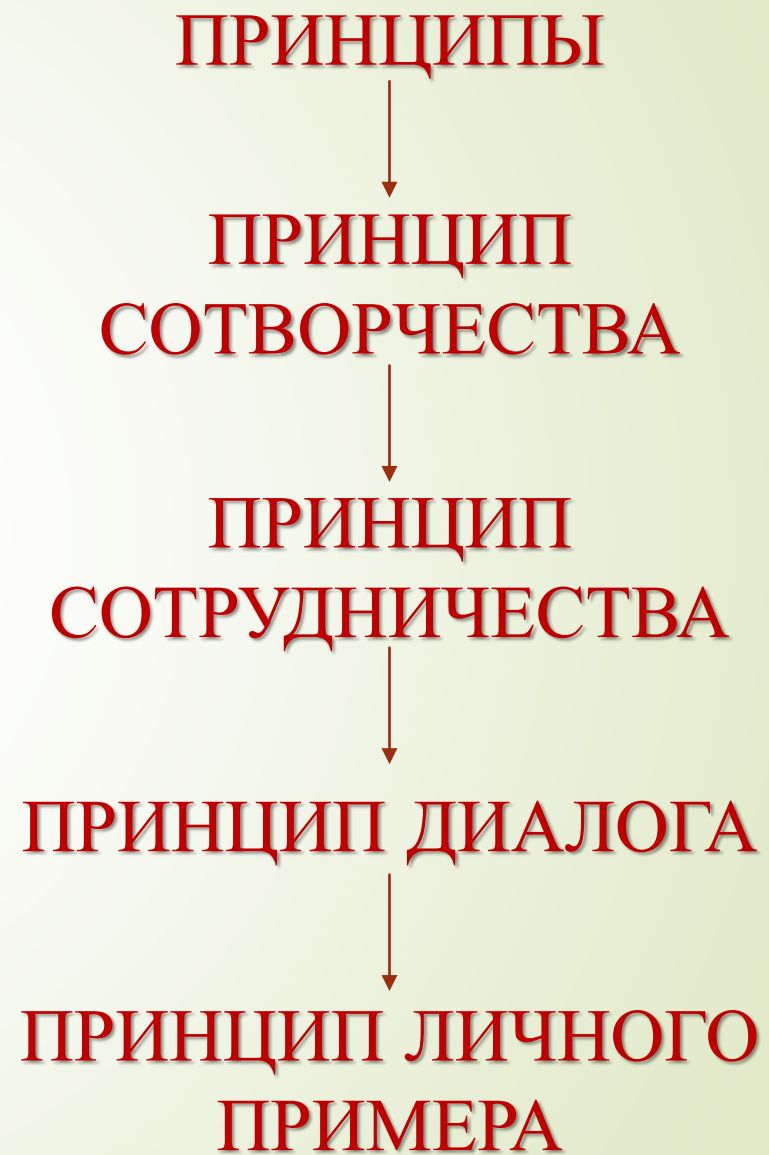 ПРИНЦИПЫ
ПРИНЦИП
СОТВОРЧЕСТВА
ПРИНЦИП
СОТРУДНИЧЕСТВА
ПРИНЦИП ДИАЛОГА
ПРИНЦИП ЛИЧНОГО
ПРИМЕРА